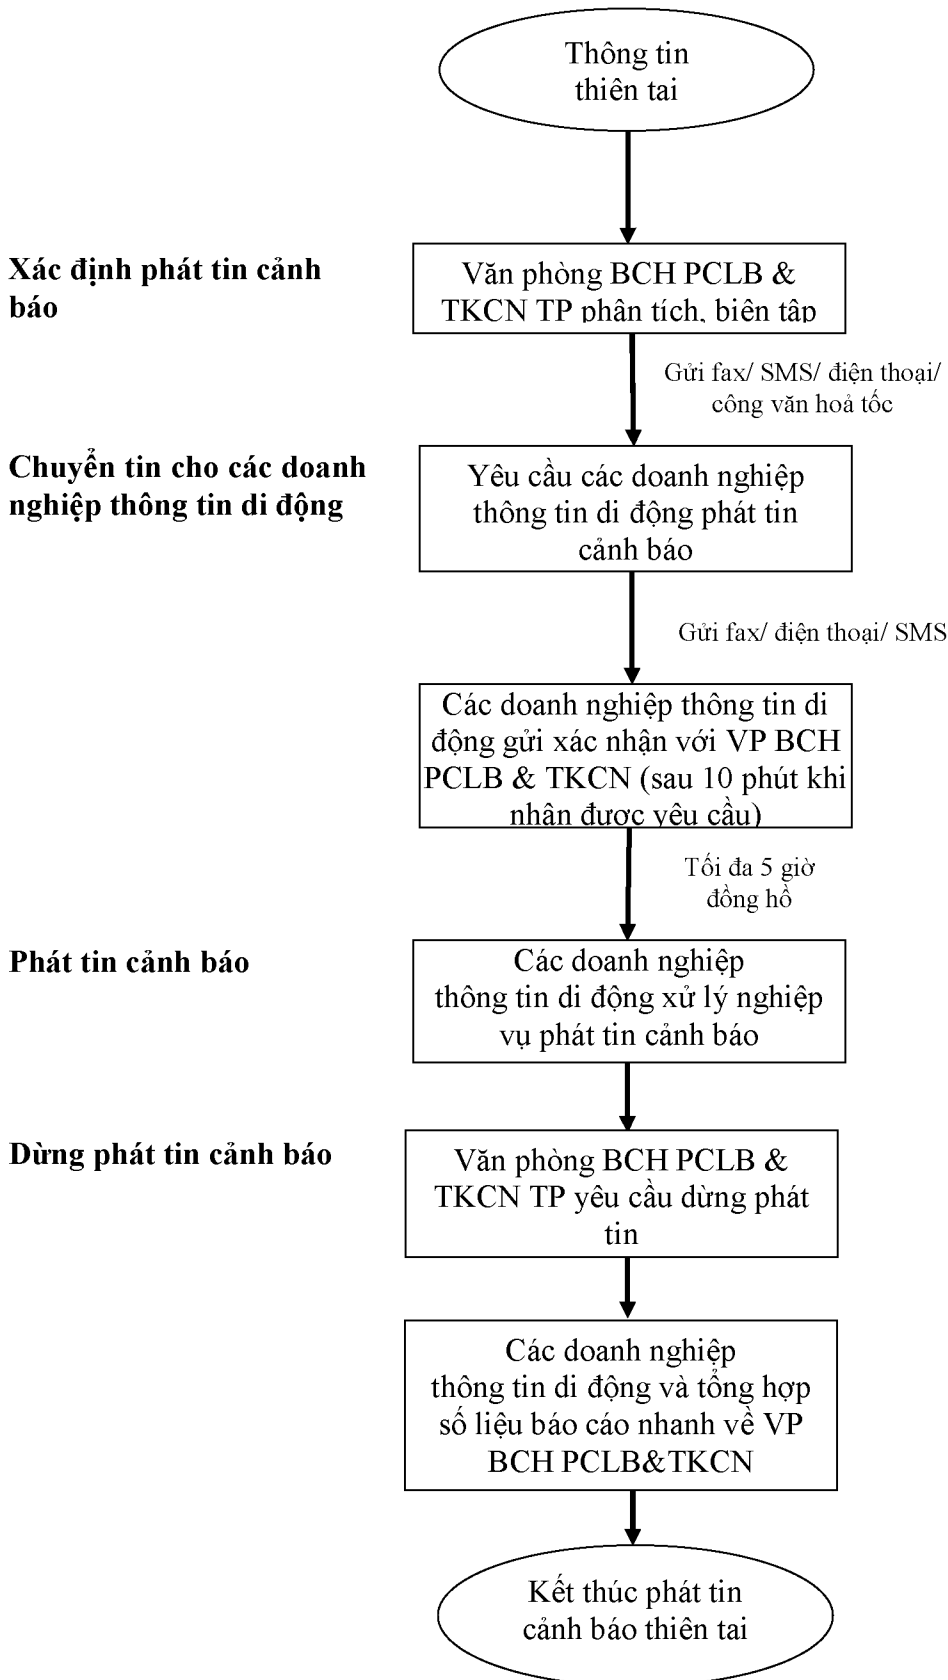 Thông tin
thiên tai
Xác định phát tin cảnh
báo
Văn phòng BCH PCLB &
TKCN TP phân tích, biên tập
Gửi fax/ SMS/ điện thoại/
công văn hoả tốc
Chuyển tin cho các doanh
nghiệp thông tin di động
Yêu cầu các doanh nghiệp
thông tin di động phát tin
cảnh báo
Gửi fax/ điện thoại/ SMS
Các doanh nghiệp thông tin di
động gửi xác nhận với VP BCH
PCLB & TKCN (sau 10 phút khi
nhận được yêu cầu)
Tối đa 5 giờ
đồng hồ
Phát tin cảnh báo
Các doanh nghiệp
thông tin di động xử lý nghiệp
vụ phát tin cảnh báo
Dừng phát tin cảnh báo
Văn phòng BCH PCLB &
TKCN TP yêu cầu dừng phát
tin
Các doanh nghiệp
thông tin di động và tổng hợp
số liệu báo cáo nhanh về VP
BCH PCLB&TKCN
Kết thúc phát tin
cảnh báo thiên tai